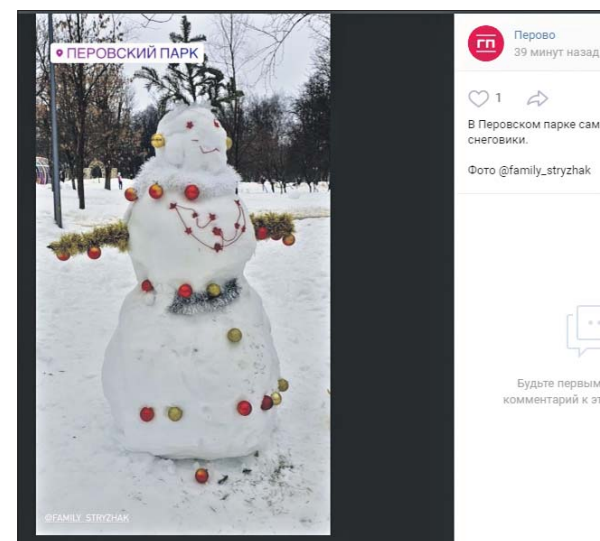 ПЕРОВСКИЙ ПАРК
@FAMILY_STRYZHAK
ГП
Перово
39 минут назад
1
В Перовском парке сам
снеговики.
Фото @family_stryzhak
Будьте первым
комментарий к эт